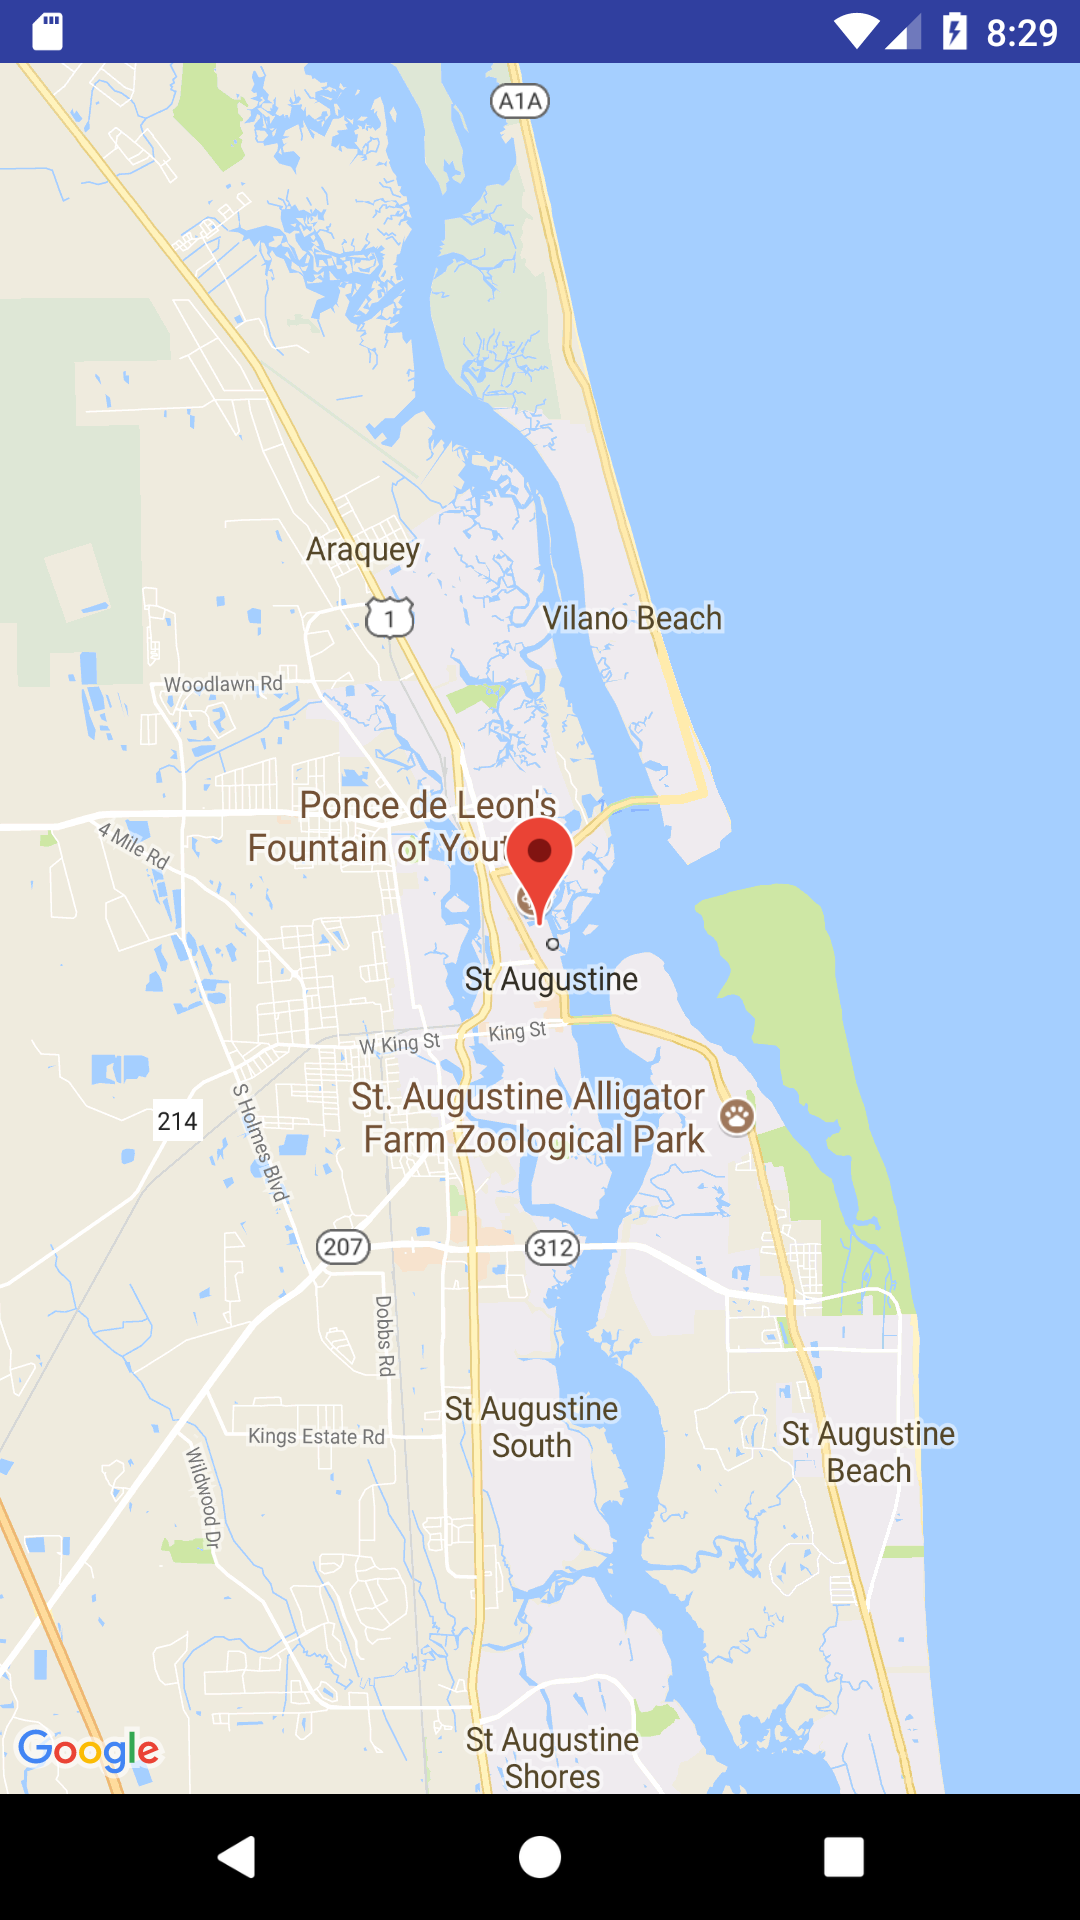 8:29
A1A
Araquey
1
Vilano Beach
Woodlawn Rd
Ponce de Leon's
Fountain of Yout
4 Mile Rd
St Augustine
King St
W King St
St. Augustine Alligator
Farm Zoological Park
214
S Holmes Blvd
207
312
Dobbs Rd
St Augustine
South
St Augustine
Beach
Kings Estate Rd
Wildwood Dr
St Augustine
Shores
Google